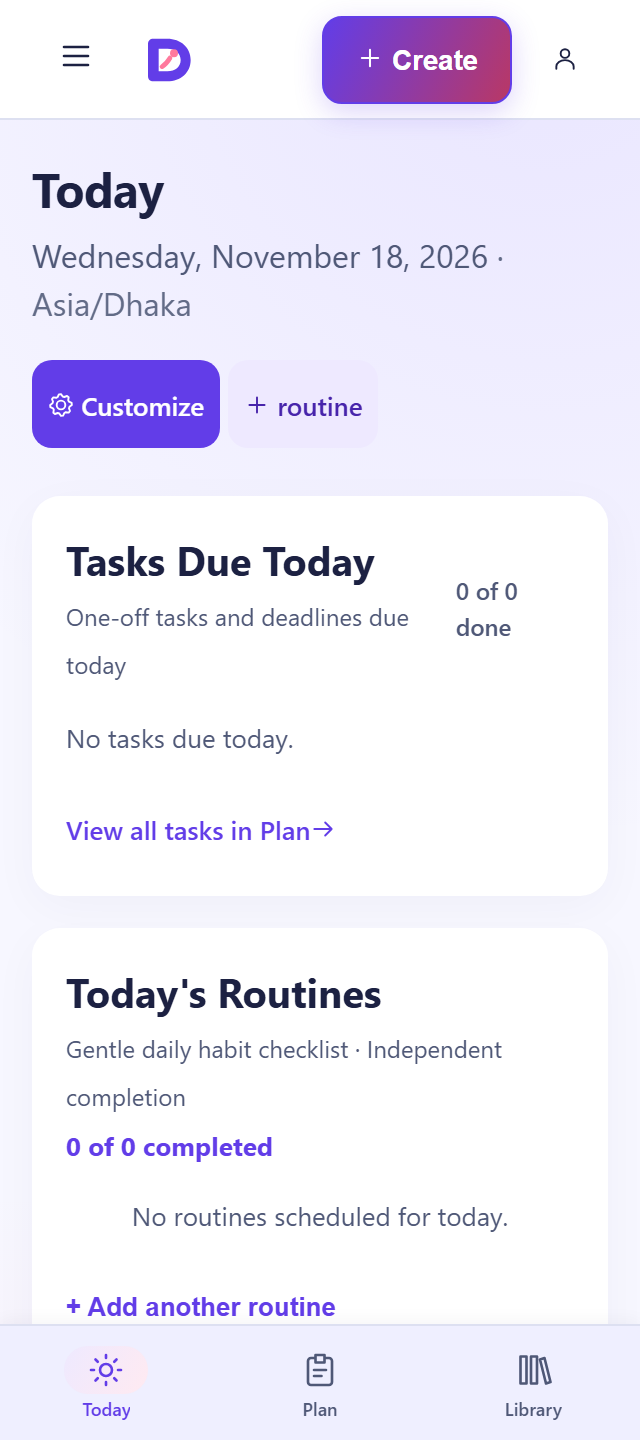 + Create
Today
Wednesday, November 18, 2026 ·
Asia/Dhaka
Customize
+ routine
Tasks Due Today
One-off tasks and deadlines due
today
0 of 0
done
No tasks due today.
View all tasks in Plan→
Today's Routines
Gentle daily habit checklist · Independent
completion
0 of 0 completed
No routines scheduled for today.
+ Add another routine
Today
Plan
Library